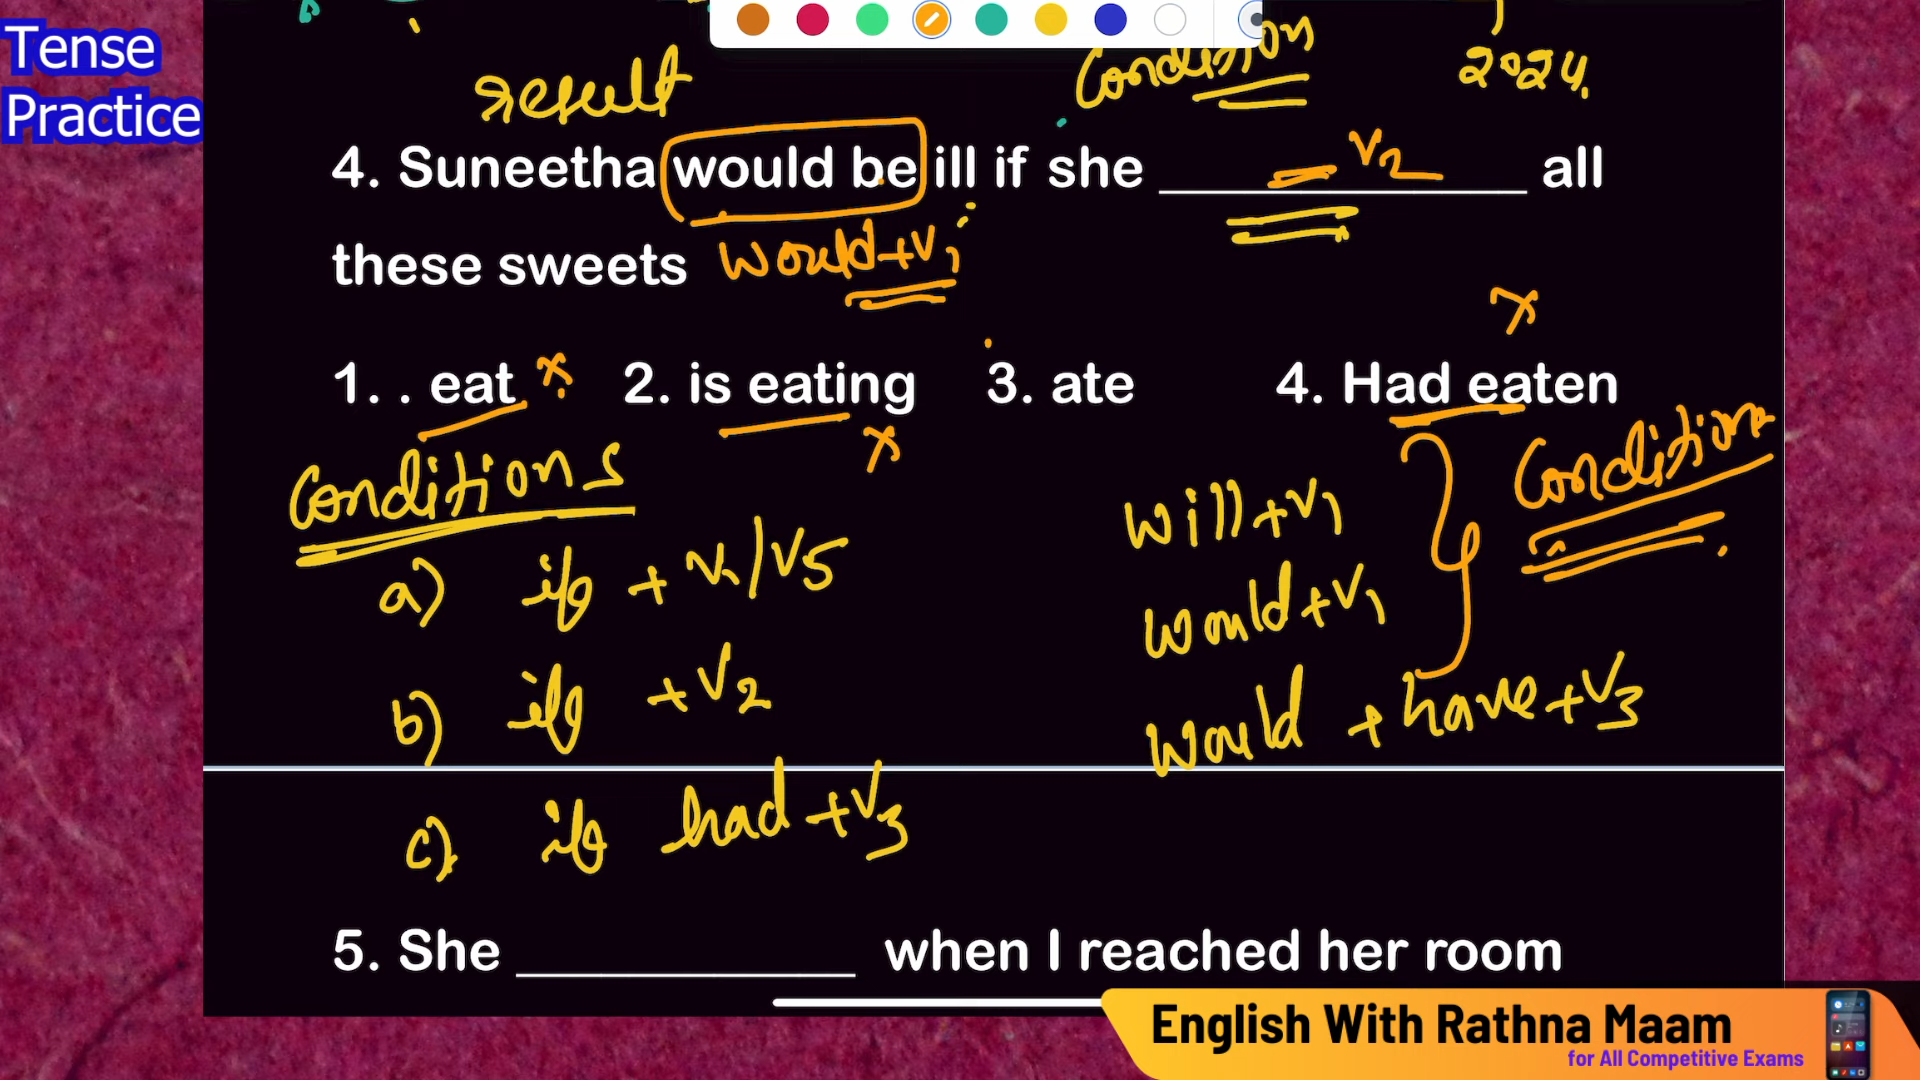 Tense
Practice
result
Condition
2024.
4. Suneetha would be ill if she ____________ all
V2
these sweets
would+V1
1. . eat x 2. is eating x 3. ate 4. Had eaten x
Conditions
Condition
a) if + V1/V5
will+V1
would+V1
b) if +V2
would + have+V3
c) if had +V3
5. She ____________ when I reached her room
English With Rathna Maam
for All Competitive Exams